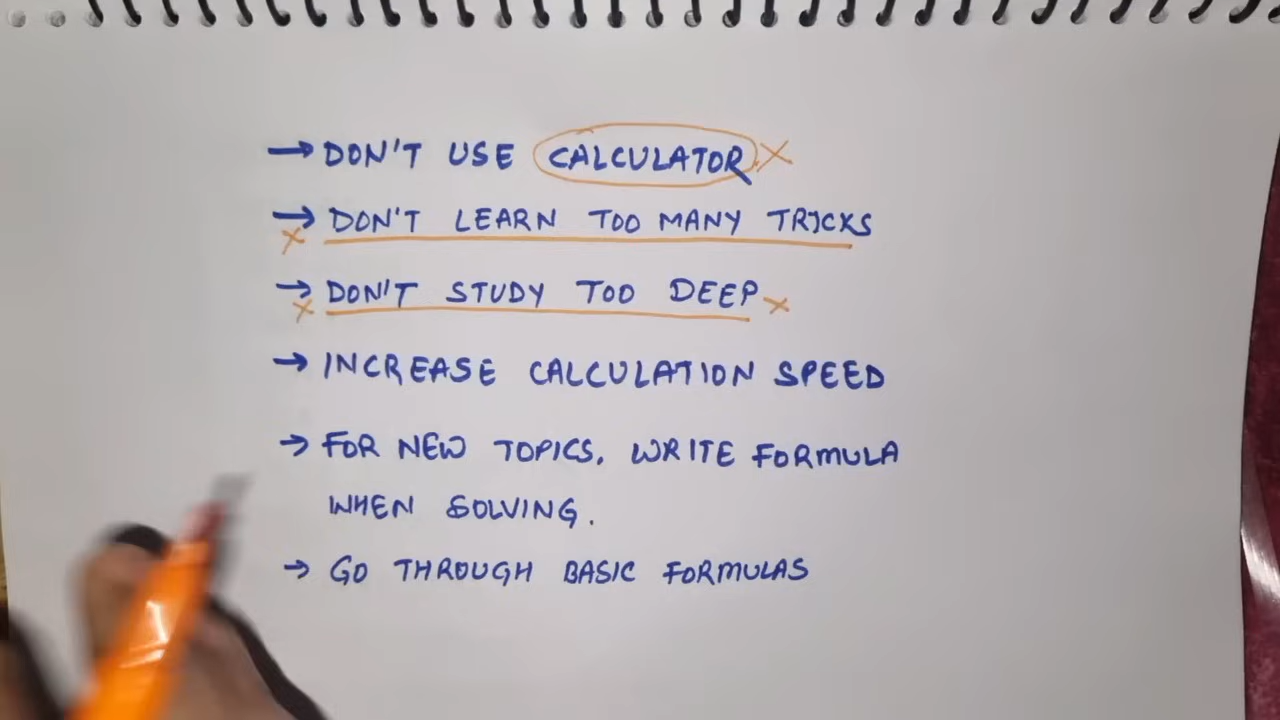 → DON'T USE CALCULATOR ×
→ DON'T LEARN TOO MANY TRICKS
→ DON'T STUDY TOO DEEP ×
→ INCREASE CALCULATION SPEED
→ FOR NEW TOPICS, WRITE FORMULA
WHEN SOLVING.
→ GO THROUGH BASIC FORMULAS